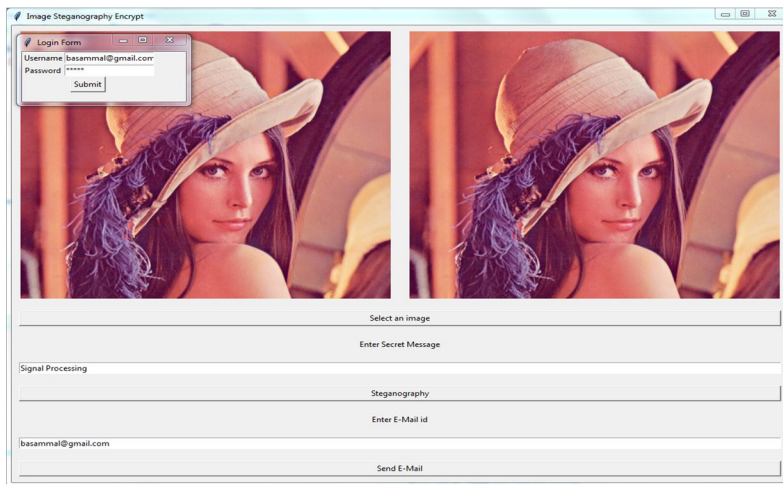 Image Steganography Encrypt
Login Form
Username basammal@gmail.com
Password *****
Submit
Select an image
Enter Secret Message
Signal Processing
Steganography
Enter E-Mail id
basammal@gmail.com
Send E-Mail